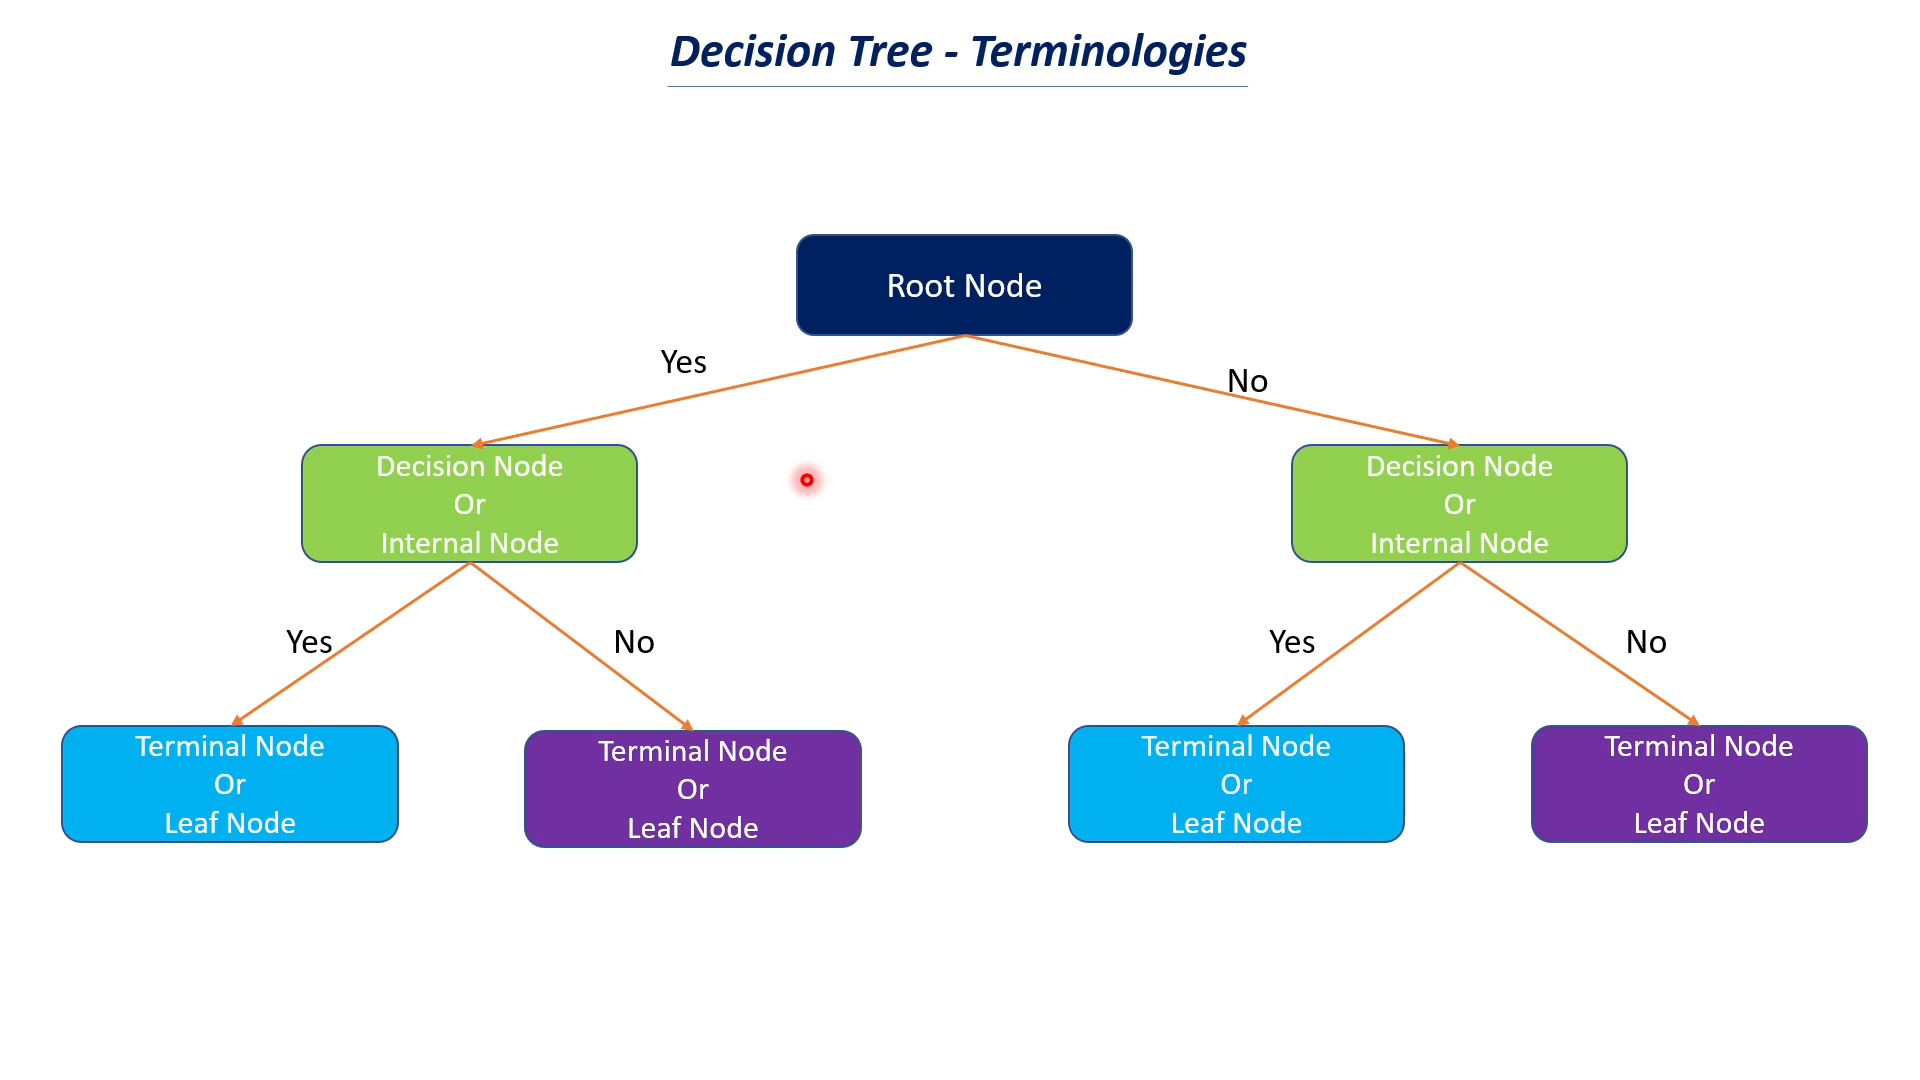 Decision Tree - Terminologies
Root Node
Yes
No
Decision Node
Or
Internal Node
Decision Node
Or
Internal Node
Yes
No
Yes
No
Terminal Node
Or
Leaf Node
Terminal Node
Or
Leaf Node
Terminal Node
Or
Leaf Node
Terminal Node
Or
Leaf Node